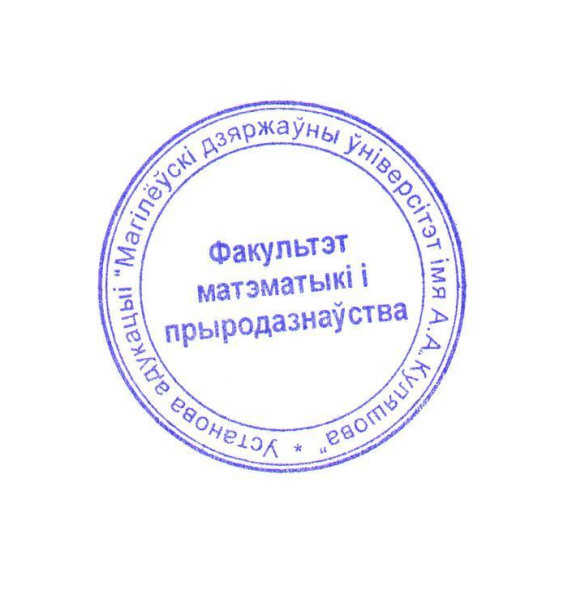 Установа адукацыі "Магілёўскі дзяржаўны ўніверсітэт імя А.А.Куляшова" *
Факультэт
матэматыкі і
прыродазнаўства